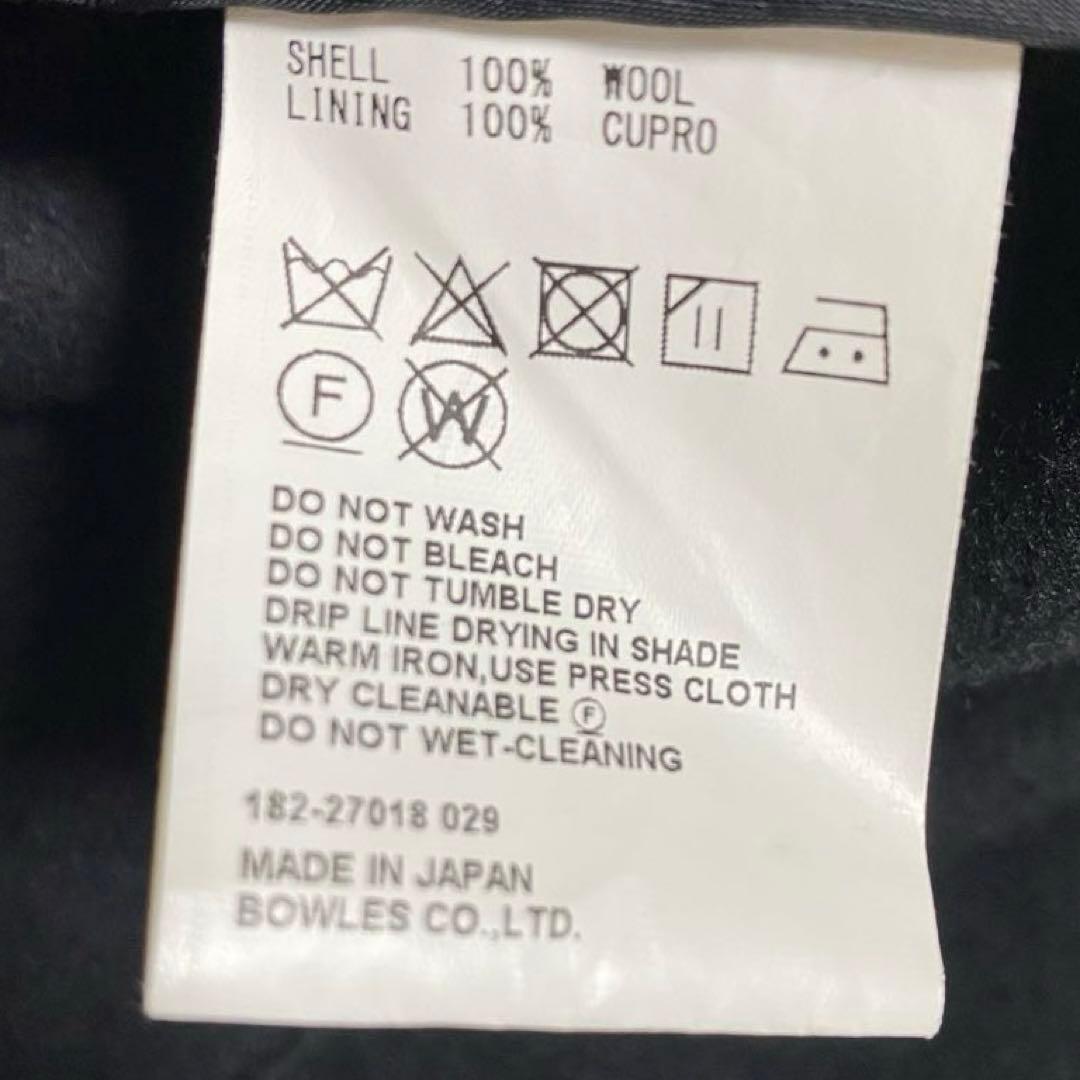 SHELL 100% WOOL
LINING 100% CUPRO
F W
DO NOT WASH
DO NOT BLEACH
DO NOT TUMBLE DRY
DRIP LINE DRYING IN SHADE
WARM IRON,USE PRESS CLOTH
DRY CLEANABLE Ⓕ
DO NOT WET-CLEANING
182-27018 029
MADE IN JAPAN
BOWLES CO.,LTD.